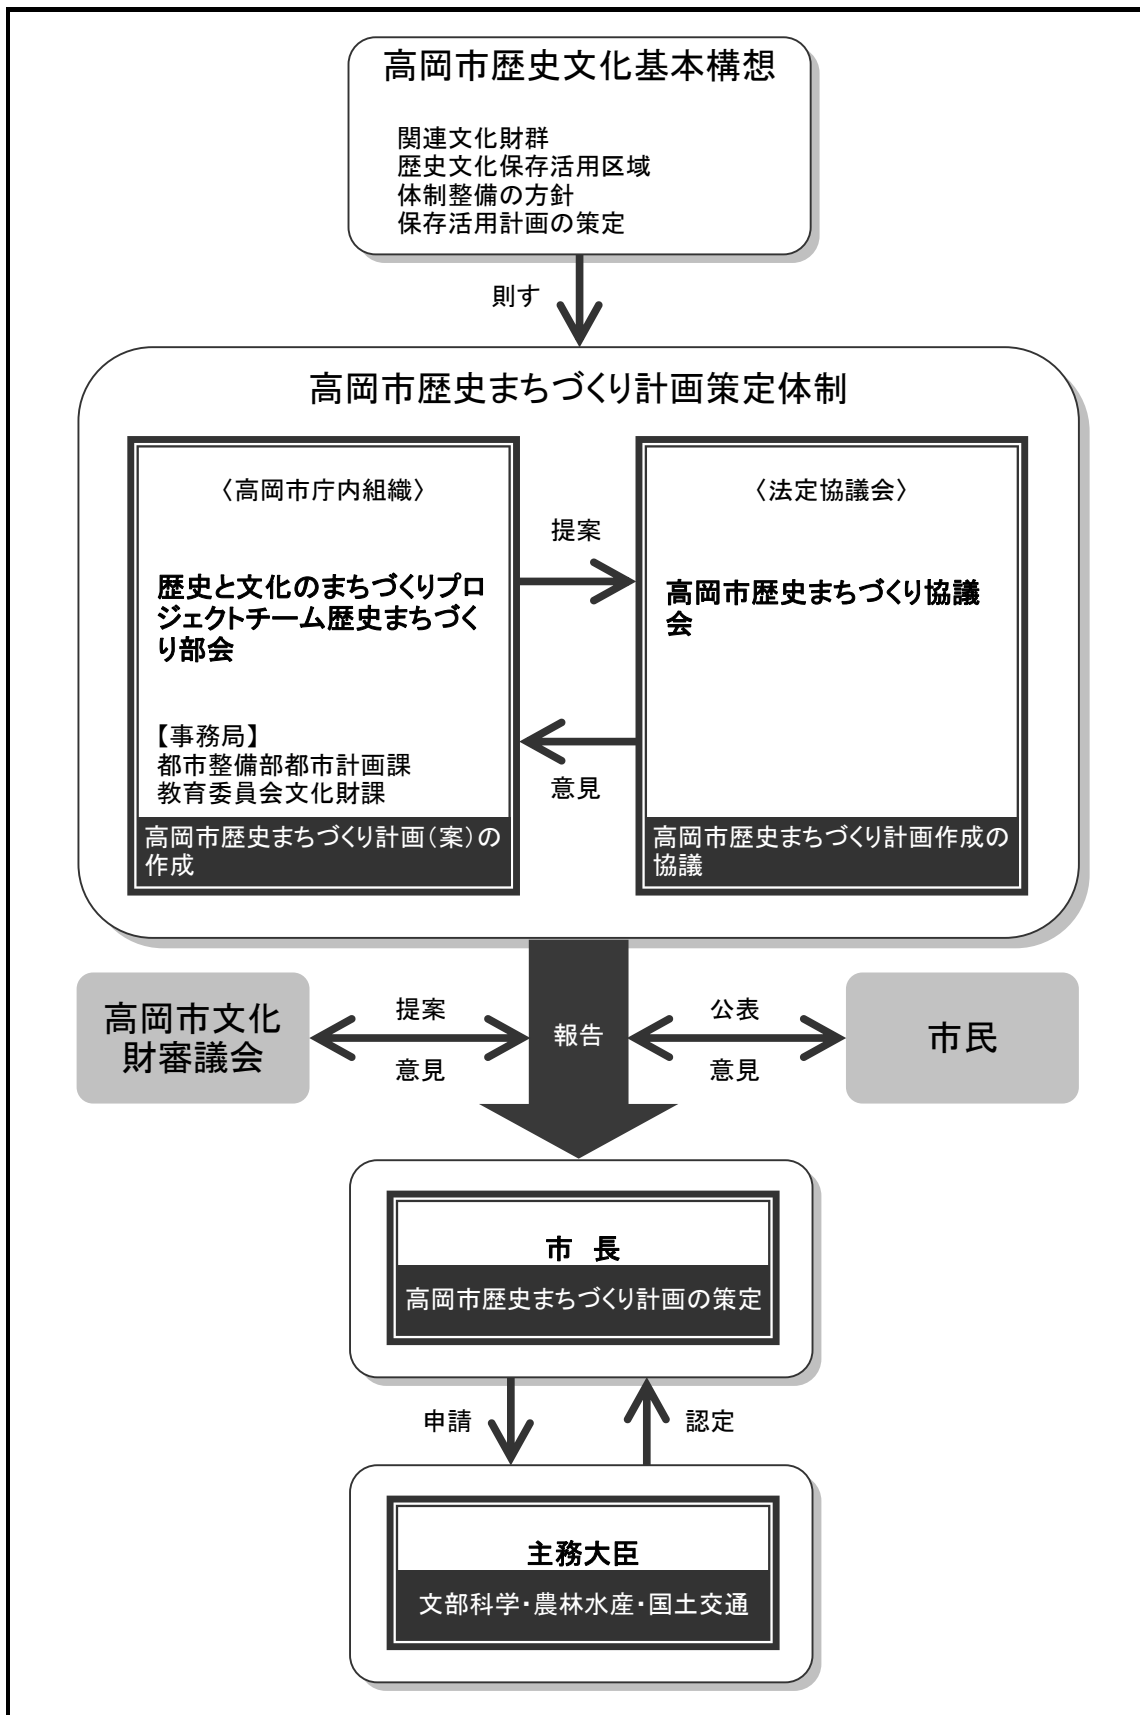 高岡市歴史文化基本構想
関連文化財群
歴史文化保存活用区域
体制整備の方針
保存活用計画の策定
則す
高岡市歴史まちづくり計画策定体制
〈高岡市庁内組織〉
歴史と文化のまちづくりプロ
ジェクトチーム歴史まちづく
り部会
【事務局】
都市整備部都市計画課
教育委員会文化財課
高岡市歴史まちづくり計画（案）の
作成
提案
意見
〈法定協議会〉
高岡市歴史まちづくり協議
会
高岡市歴史まちづくり計画作成の
協議
高岡市文化
財審議会
提案
意見
報告
公表
意見
市民
市　長
高岡市歴史まちづくり計画の策定
申請
認定
主務大臣
文部科学・農林水産・国土交通